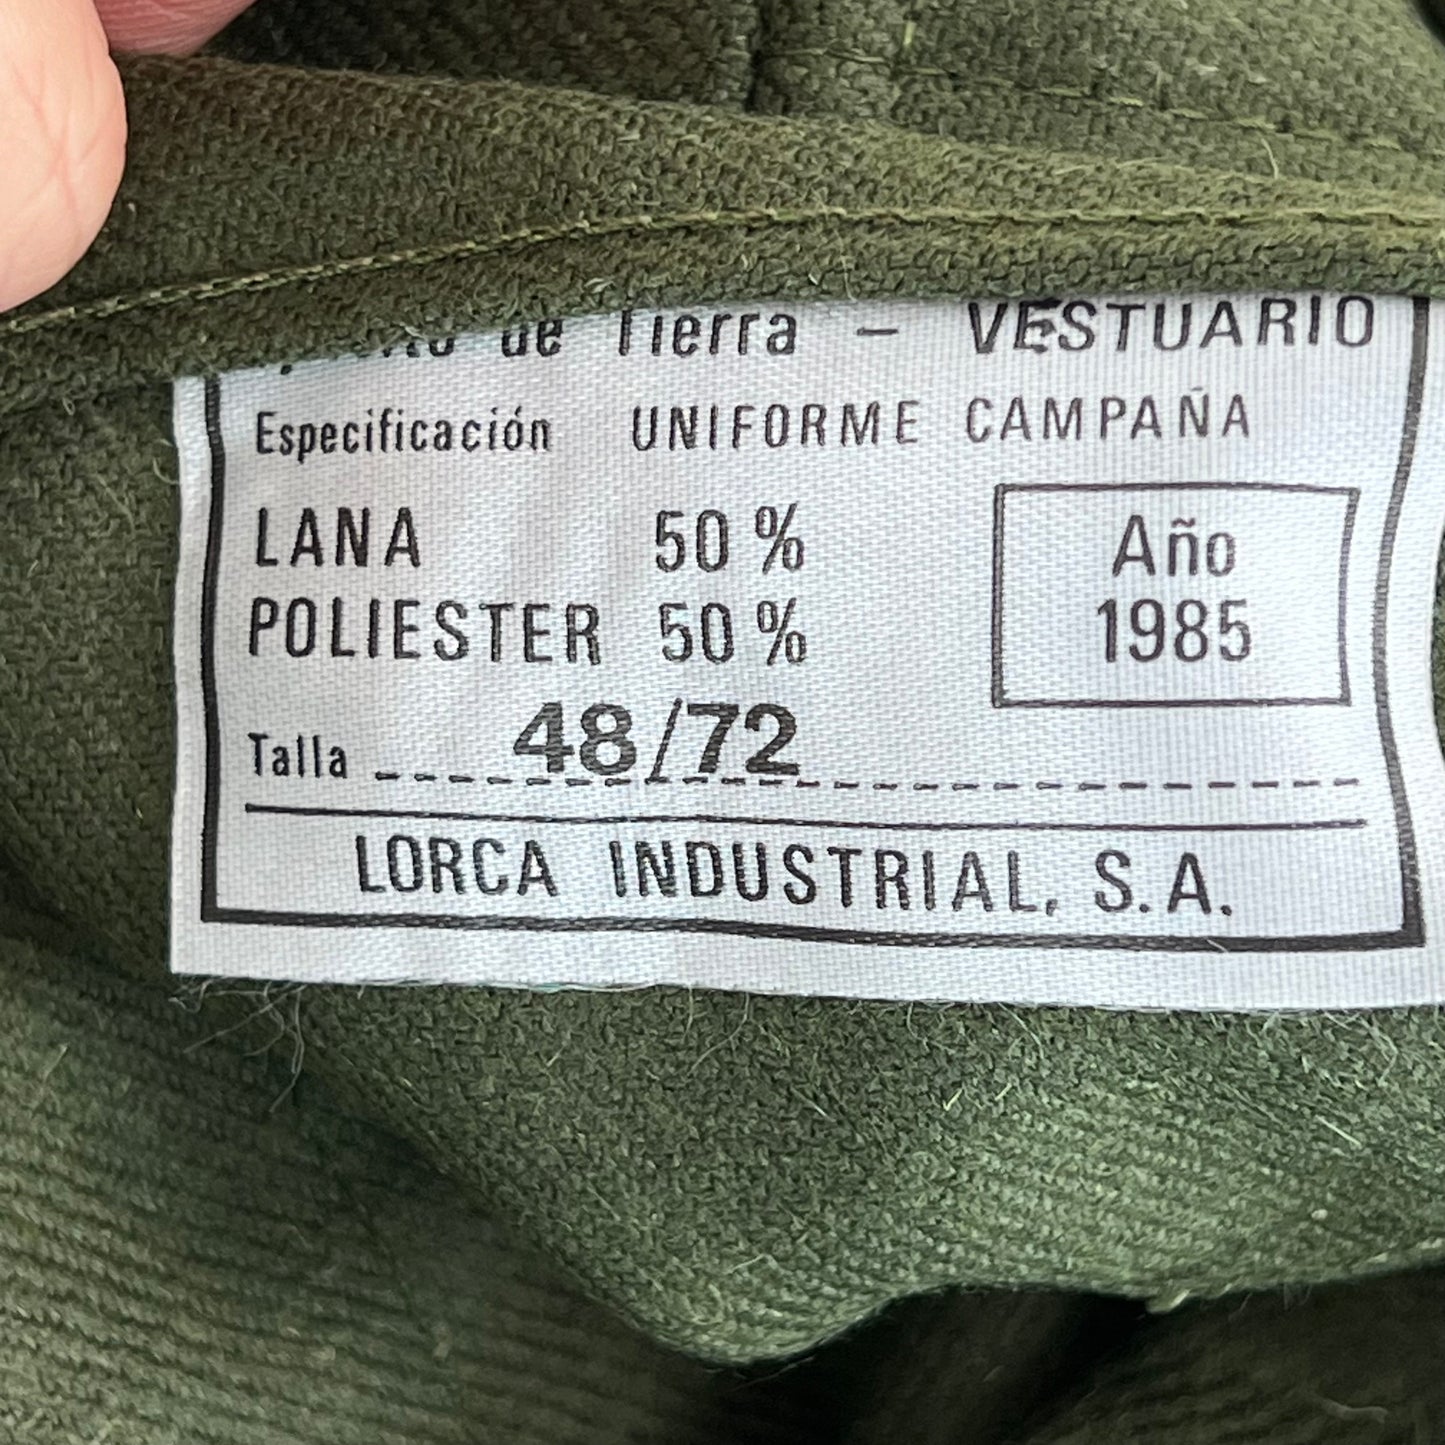 de Tierra - VESTUARIO
Especificación UNIFORME CAMPAÑA
LANA 50 %
POLIESTER 50 %
Año
1985
Talla 48/72
LORCA INDUSTRIAL, S.A.